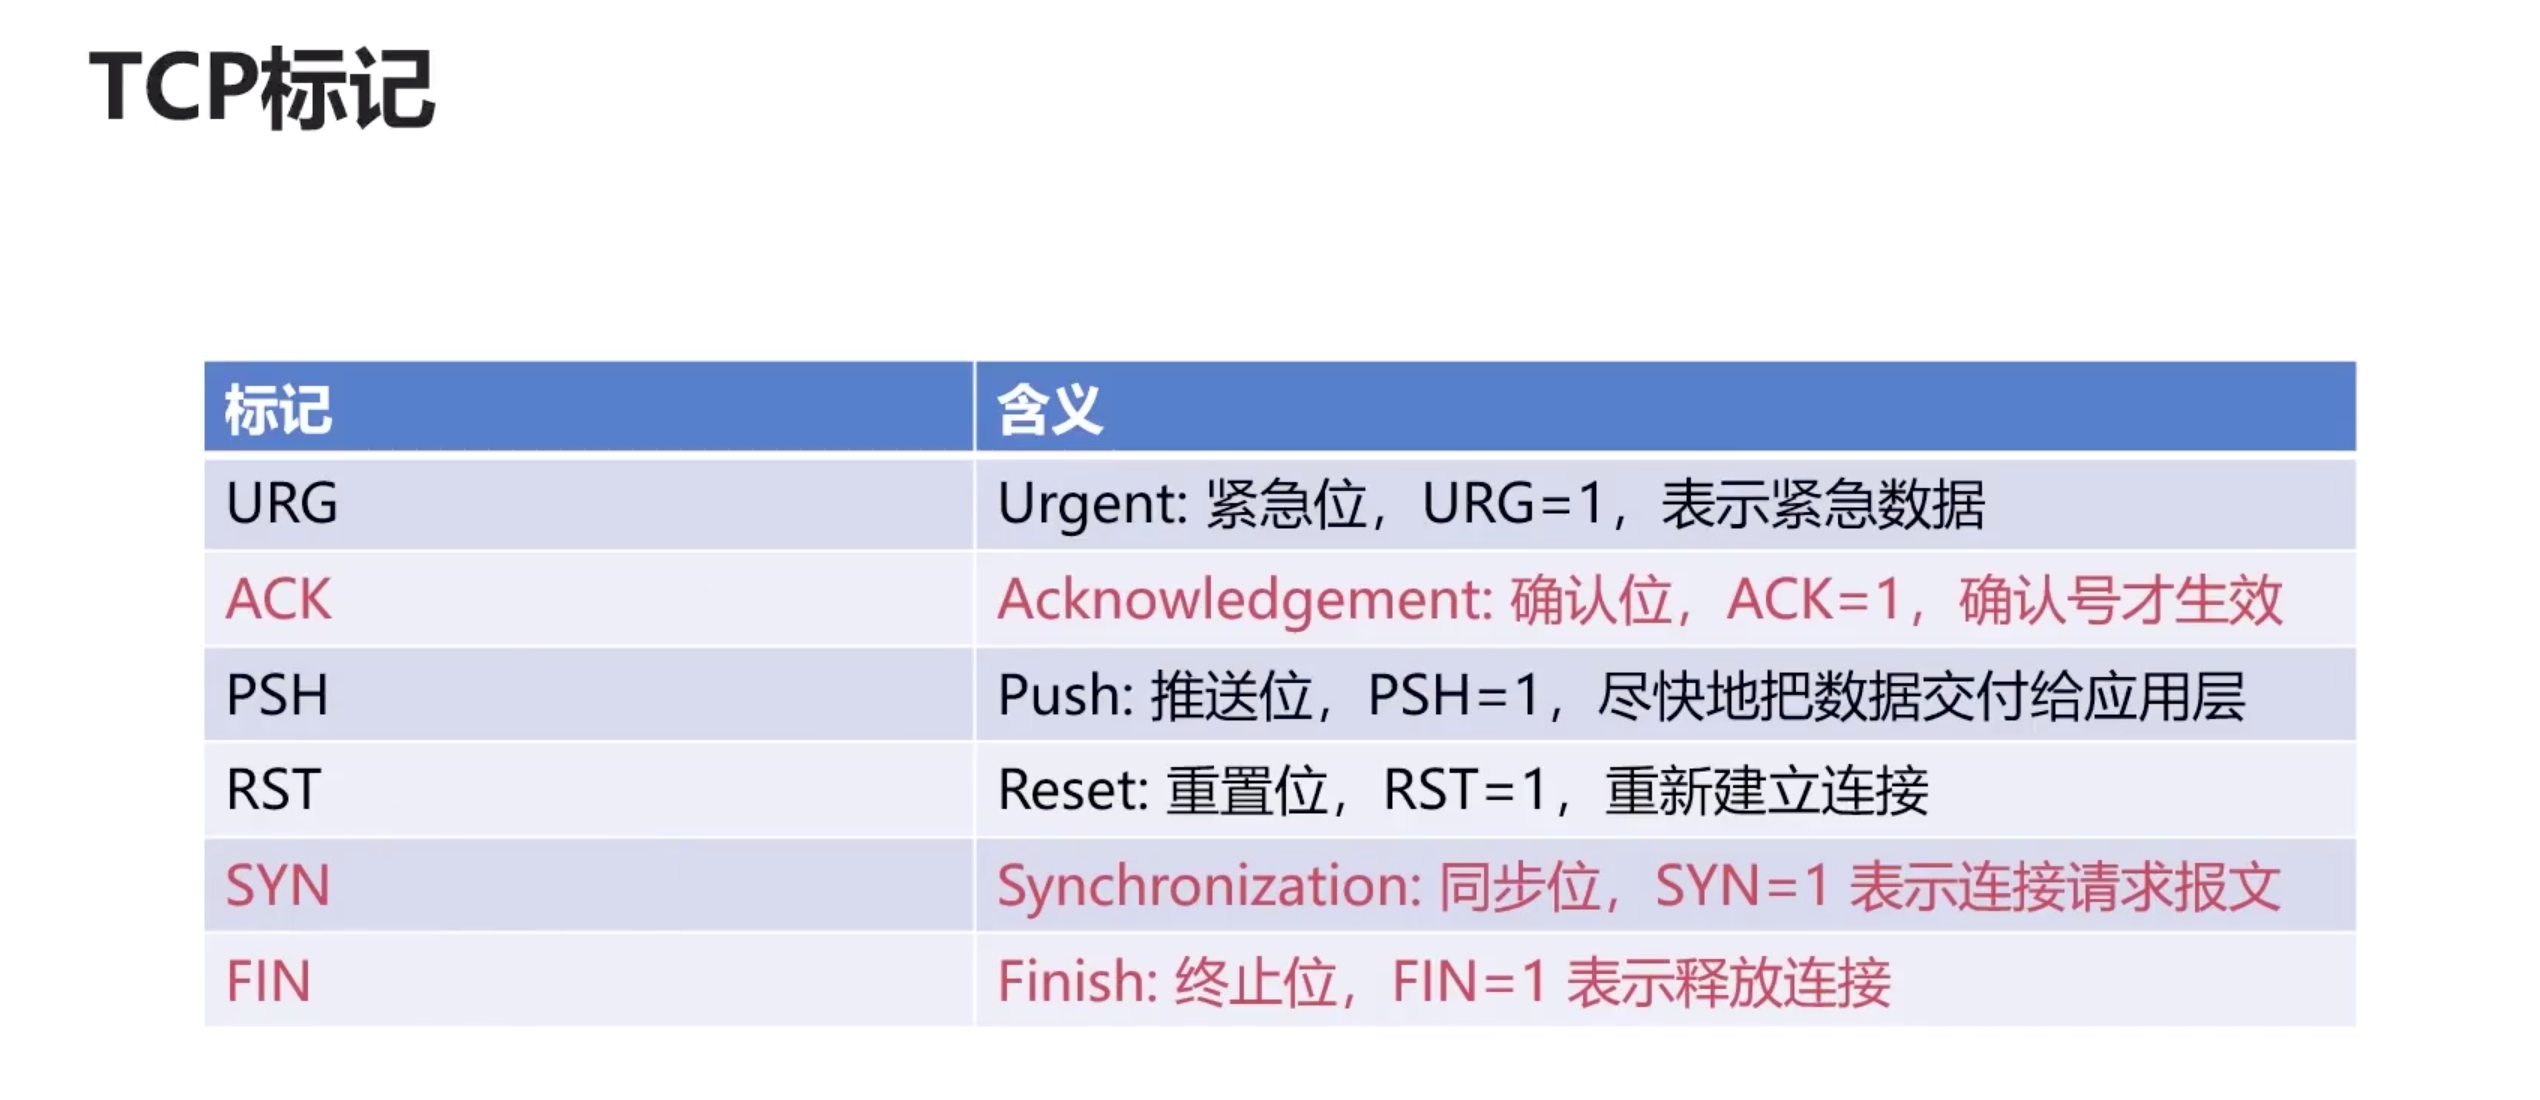 TCP标记
标记 含义
URG Urgent: 紧急位，URG=1，表示紧急数据
ACK Acknowledgement: 确认位，ACK=1，确认号才生效
PSH Push: 推送位，PSH=1，尽快地把数据交付给应用层
RST Reset: 重置位，RST=1，重新建立连接
SYN Synchronization: 同步位，SYN=1 表示连接请求报文
FIN Finish: 终止位，FIN=1 表示释放连接